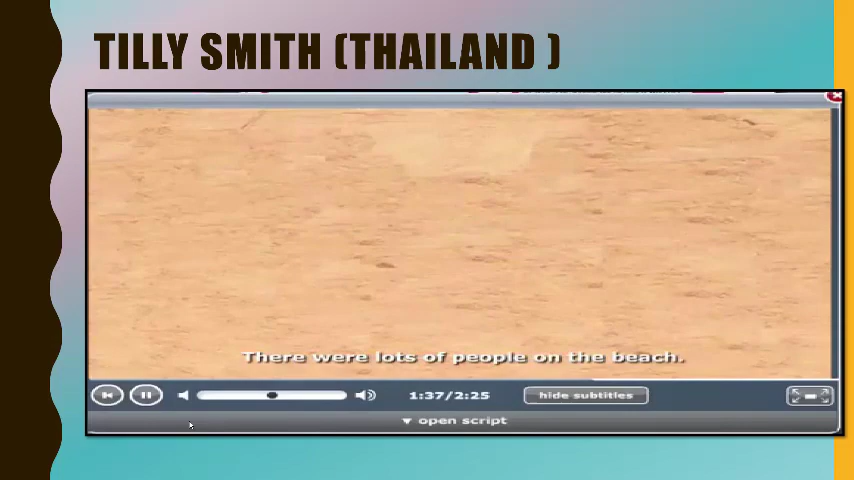 TILLY SMITH (THAILAND )
There were lots of people on the beach.
1:37/2:25
hide subtitles
open script